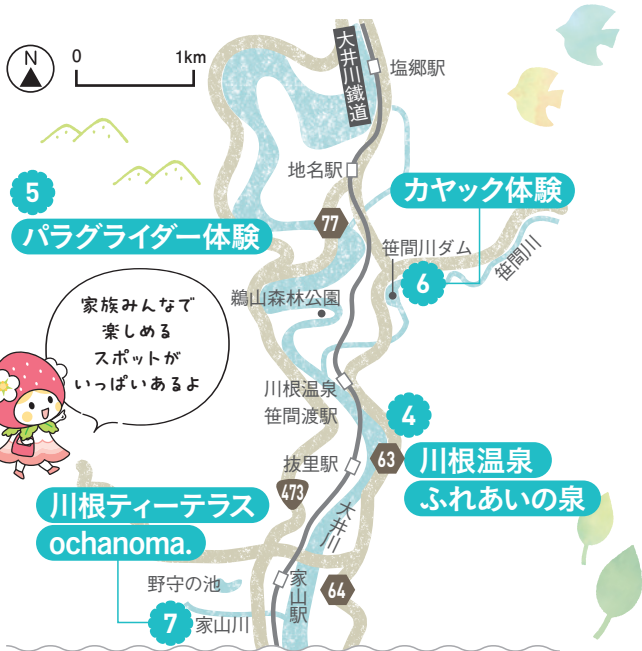 N
0 1km
大井川鐵道
塩郷駅
地名駅
5
パラグライダー体験
77
カヤック体験
笹間川ダム
笹間川
6
鵜山森林公園
家族みんなで
楽しめる
スポットが
いっぱいあるよ
川根温泉
笹間渡駅
4
抜里駅
63
川根温泉
ふれあいの泉
473
大井川
川根ティーテラス
ochanoma.
野守の池
家山駅
64
7
家山川